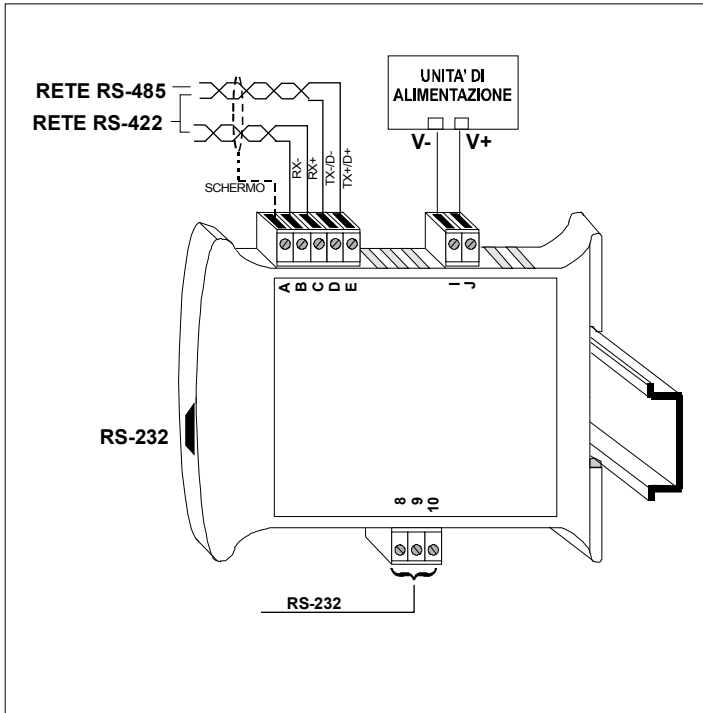 UNITA' DI
ALIMENTAZIONE
V- V+
RETE RS-485
RETE RS-422
RX-
RX+
TX-/D-
TX+/D+
SCHERMO
A
B
C
D
E
I
J
RS-232
8
9
10
RS-232